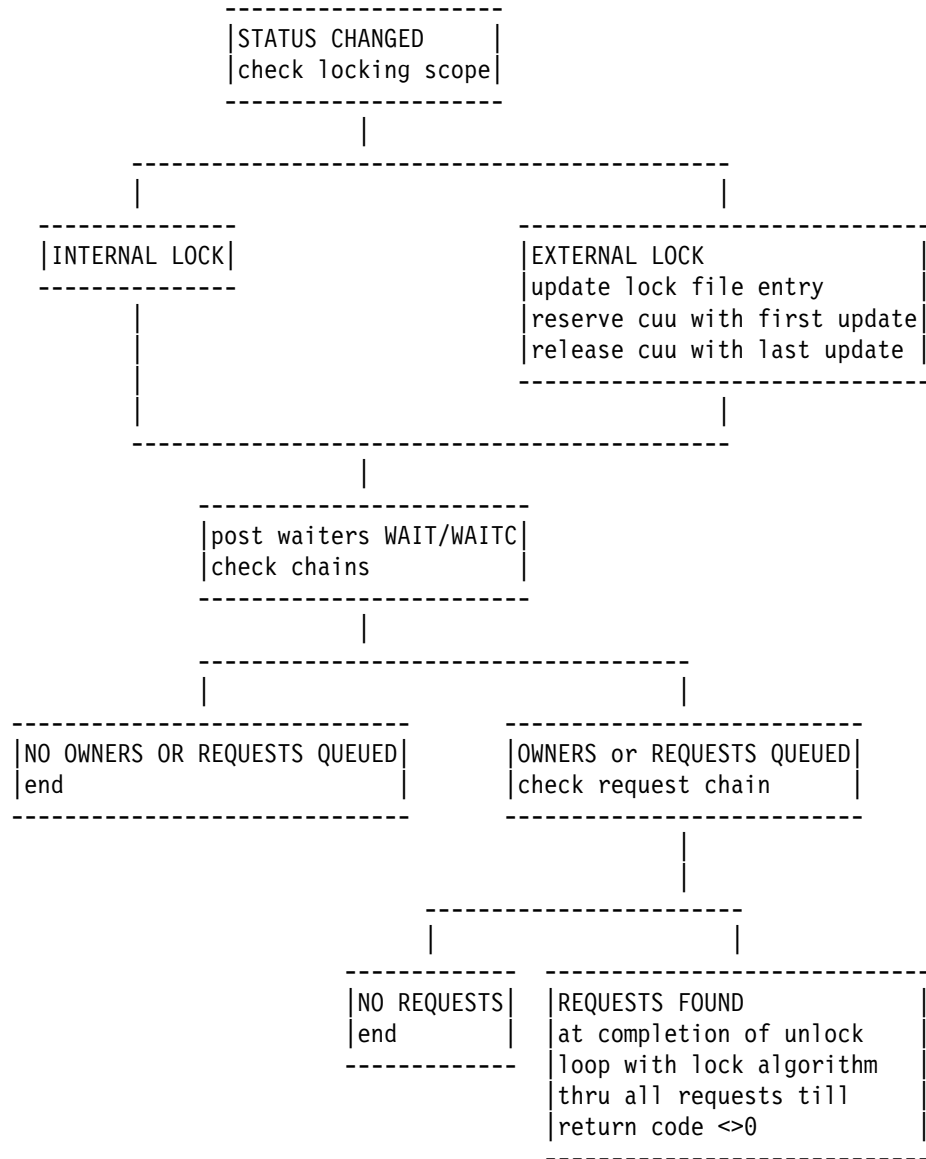 STATUS CHANGED
check locking scope
INTERNAL LOCK
EXTERNAL LOCK
update lock file entry
reserve cuu with first update
release cuu with last update
post waiters WAIT/WAITC
check chains
NO OWNERS OR REQUESTS QUEUED
end
OWNERS or REQUESTS QUEUED
check request chain
NO REQUESTS
end
REQUESTS FOUND
at completion of unlock
loop with lock algorithm
thru all requests till
return code <>0